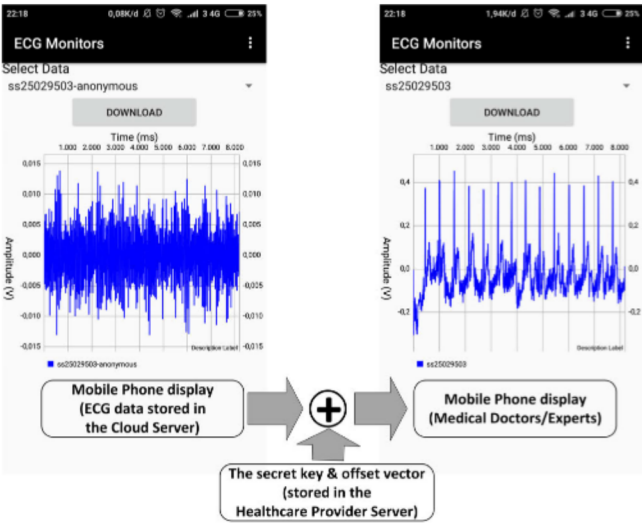 22:18 0,08K/d 3 4G 25%
ECG Monitors
Select Data
ss25029503-anonymous
DOWNLOAD
Time (ms)
1.000 2.000 3.000 4.000 5.000 6.000 7.000 8.000
0,015 0,015
0,010 0,010
0,005 0,005
0,000 0,000
-0,005 -0,005
-0,010 -0,010
-0,015 -0,015
Amplitude (V)
Description Label
ss25029503-anonymous
Mobile Phone display
(ECG data stored in
the Cloud Server)
22:18 1,94K/d 3 4G 25%
ECG Monitors
Select Data
ss25029503
DOWNLOAD
Time (ms)
1.000 2.000 3.000 4.000 5.000 6.000 7.000 8.000
0,4 0,4
0,2 0,2
0,0 0,0
-0,2 -0,2
Amplitude (V)
Description Label
ss25029503
Mobile Phone display
(Medical Doctors/Experts)
The secret key & offset vector
(stored in the
Healthcare Provider Server)